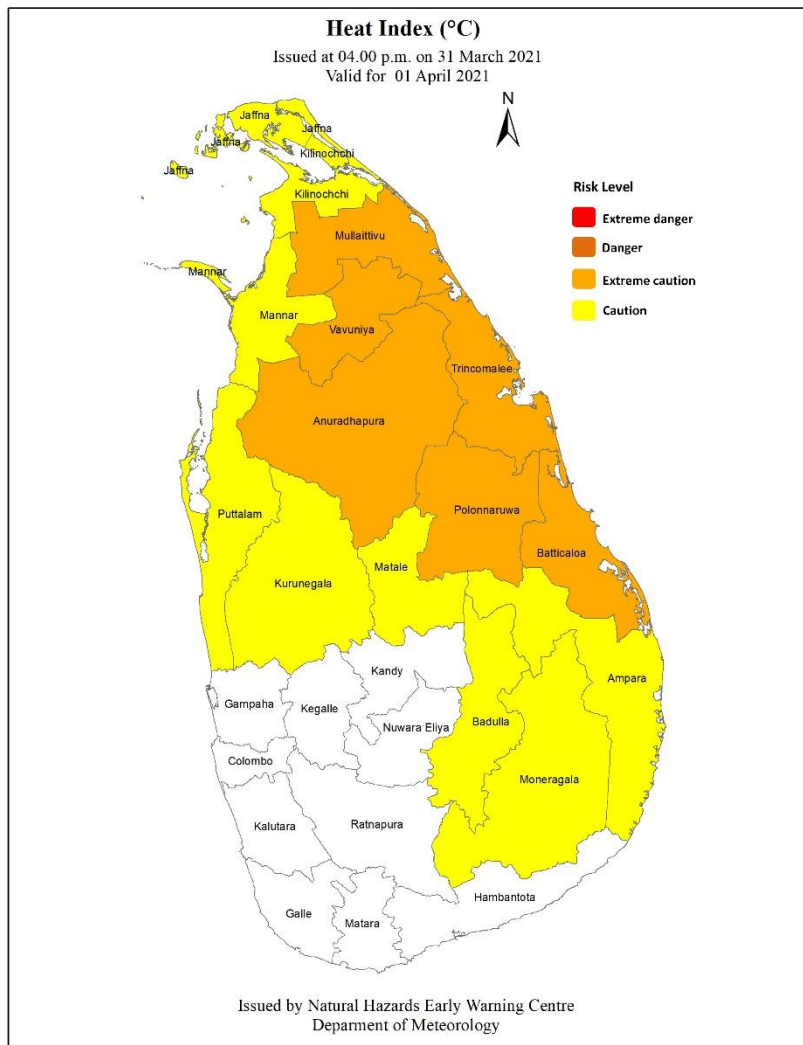 Heat Index (°C)
Issued at 04.00 p.m. on 31 March 2021
Valid for 01 April 2021
N
Jaffna
Jaffna
Jaffna
Kilinochchi
Jaffna
Kilinochchi
Risk Level
Extreme danger
Danger
Extreme caution
Caution
Mullaittivu
Mannar
Mannar
Vavuniya
Trincomalee
Anuradhapura
Polonnaruwa
Puttalam
Batticaloa
Matale
Kurunegala
Kandy
Ampara
Gampaha
Kegalle
Nuwara Eliya
Badulla
Colombo
Moneragala
Kalutara
Ratnapura
Hambantota
Galle
Matara
Issued by Natural Hazards Early Warning Centre
Deparment of Meteorology